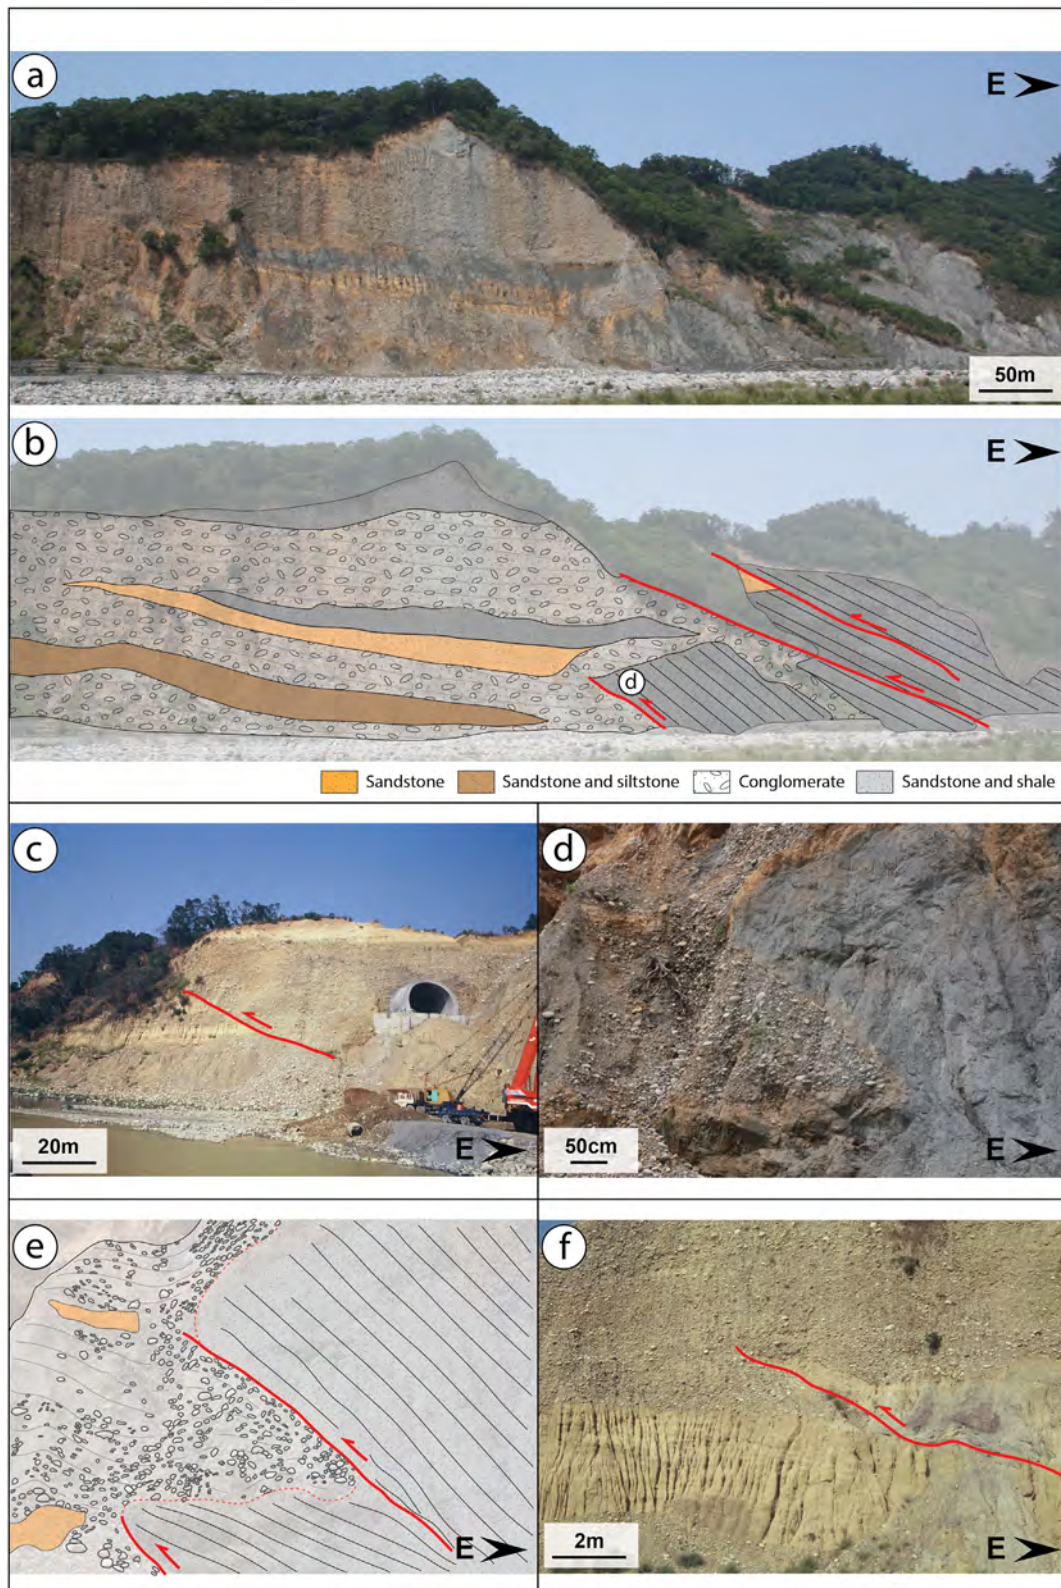 a
E
50m
b
E
d
Sandstone
Sandstone and siltstone
Conglomerate
Sandstone and shale
c
20m
E
d
50cm
E
e
E
f
2m
E